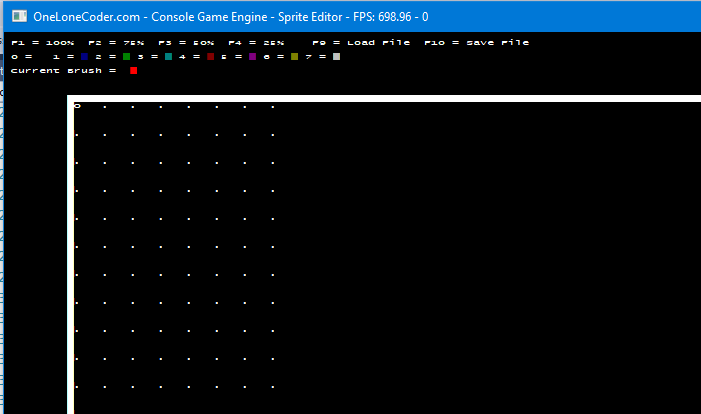 OneLoneCoder.com - Console Game Engine - Sprite Editor - FPS: 698.96 - 0
F1 = 100% F2 = 75% F3 = 50% F4 = 25% F9 = Load File F10 = Save File
0 = 1 = 2 = 3 = 4 = 5 = 6 = 7 =
Current Brush =